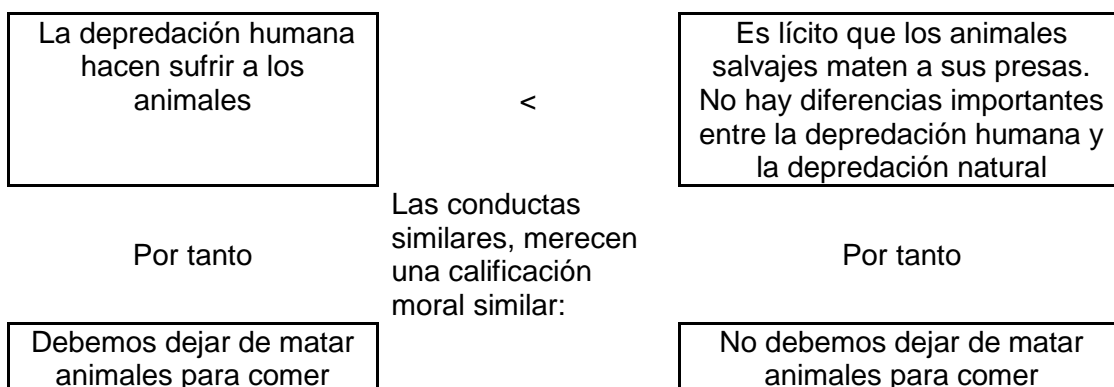 La depredación humana
hacen sufrir a los
animales
<
Es lícito que los animales
salvajes maten a sus presas.
No hay diferencias importantes
entre la depredación humana y
la depredación natural
Por tanto
Las conductas
similares, merecen
una calificación
moral similar:
Por tanto
Debemos dejar de matar
animales para comer
No debemos dejar de matar
animales para comer